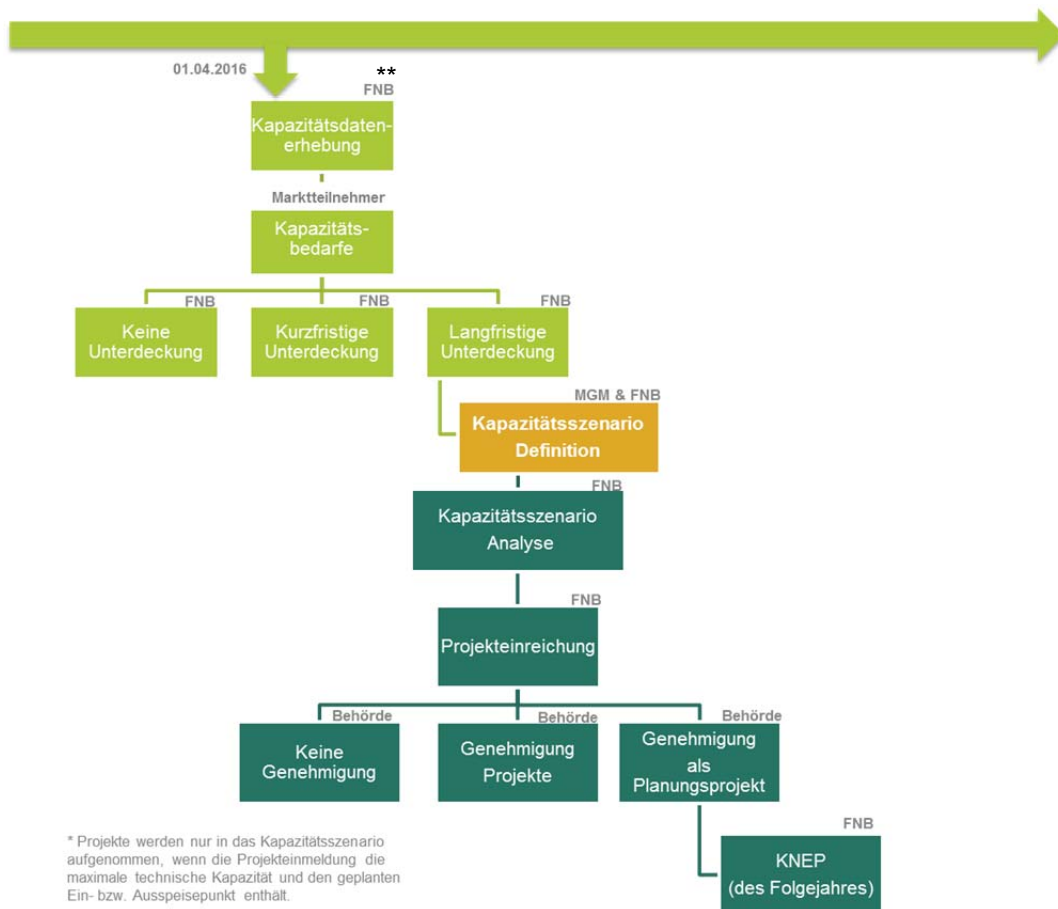 01.04.2016
**
FNB
Kapazitätsdaten-
erhebung
Marktteilnehmer
Kapazitäts-
bedarfe
FNB
Keine
Unterdeckung
FNB
Kurzfristige
Unterdeckung
FNB
Langfristige
Unterdeckung
MGM & FNB
Kapazitätsszenario
Definition
FNB
Kapazitätsszenario
Analyse
FNB
Projekteinreichung
Behörde
Keine
Genehmigung
Behörde
Genehmigung
Projekte
Behörde
Genehmigung
als
Planungsprojekt
FNB
KNEP
(des Folgejahres)
* Projekte werden nur in das Kapazitätsszenario
aufgenommen, wenn die Projekteinmeldung die
maximale technische Kapazität und den geplanten
Ein- bzw. Ausspeisepunkt enthält.